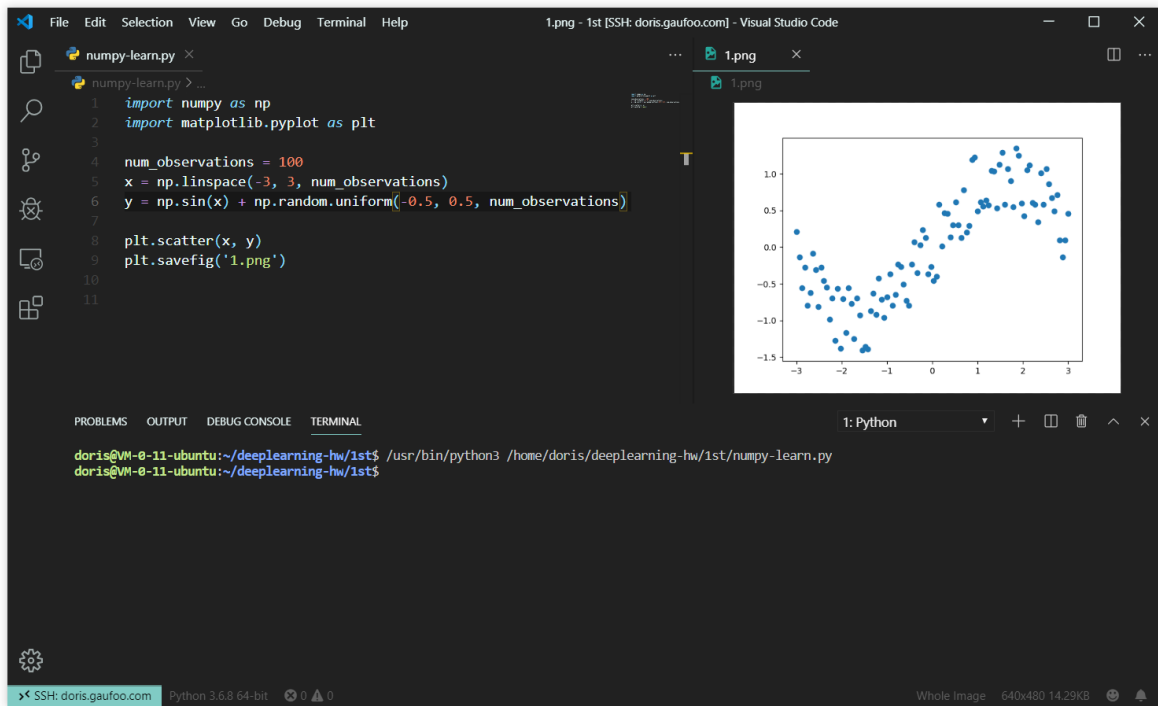 File Edit Selection View Go Debug Terminal Help 1.png - 1st [SSH: doris.gaufoo.com] - Visual Studio Code
numpy-learn.py
numpy-learn.py > ...
1 import numpy as np
2 import matplotlib.pyplot as plt
3
4 num_observations = 100
5 x = np.linspace(-3, 3, num_observations)
6 y = np.sin(x) + np.random.uniform(-0.5, 0.5, num_observations)
7
8 plt.scatter(x, y)
9 plt.savefig('1.png')
10
11
1.png
1.png
1.0
0.5
0.0
−0.5
−1.0
−1.5
−3 −2 −1 0 1 2 3
PROBLEMS OUTPUT DEBUG CONSOLE TERMINAL 1: Python
doris@VM-0-11-ubuntu:~/deeplearning-hw/1st$ /usr/bin/python3 /home/doris/deeplearning-hw/1st/numpy-learn.py
doris@VM-0-11-ubuntu:~/deeplearning-hw/1st$
SSH: doris.gaufoo.com Python 3.6.8 64-bit 0 0 Whole Image 640x480 14.29KB